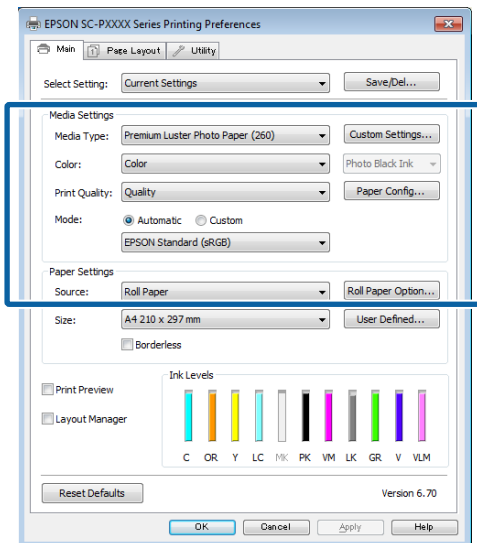 EPSON SC-PXXXX Series Printing Preferences
Main Page Layout Utility
Select Setting: Current Settings Save/Del...
Media Settings
Media Type: Premium Luster Photo Paper (260) Custom Settings...
Color: Color Photo Black Ink
Print Quality: Quality Paper Config...
Mode: Automatic Custom
EPSON Standard (sRGB)
Paper Settings
Source: Roll Paper Roll Paper Option...
Size: A4 210 x 297 mm User Defined...
Borderless
Ink Levels
Print Preview
Layout Manager
C OR Y LC MK PK VM LK GR V VLM
Reset Defaults Version 6.70
OK Cancel Apply Help